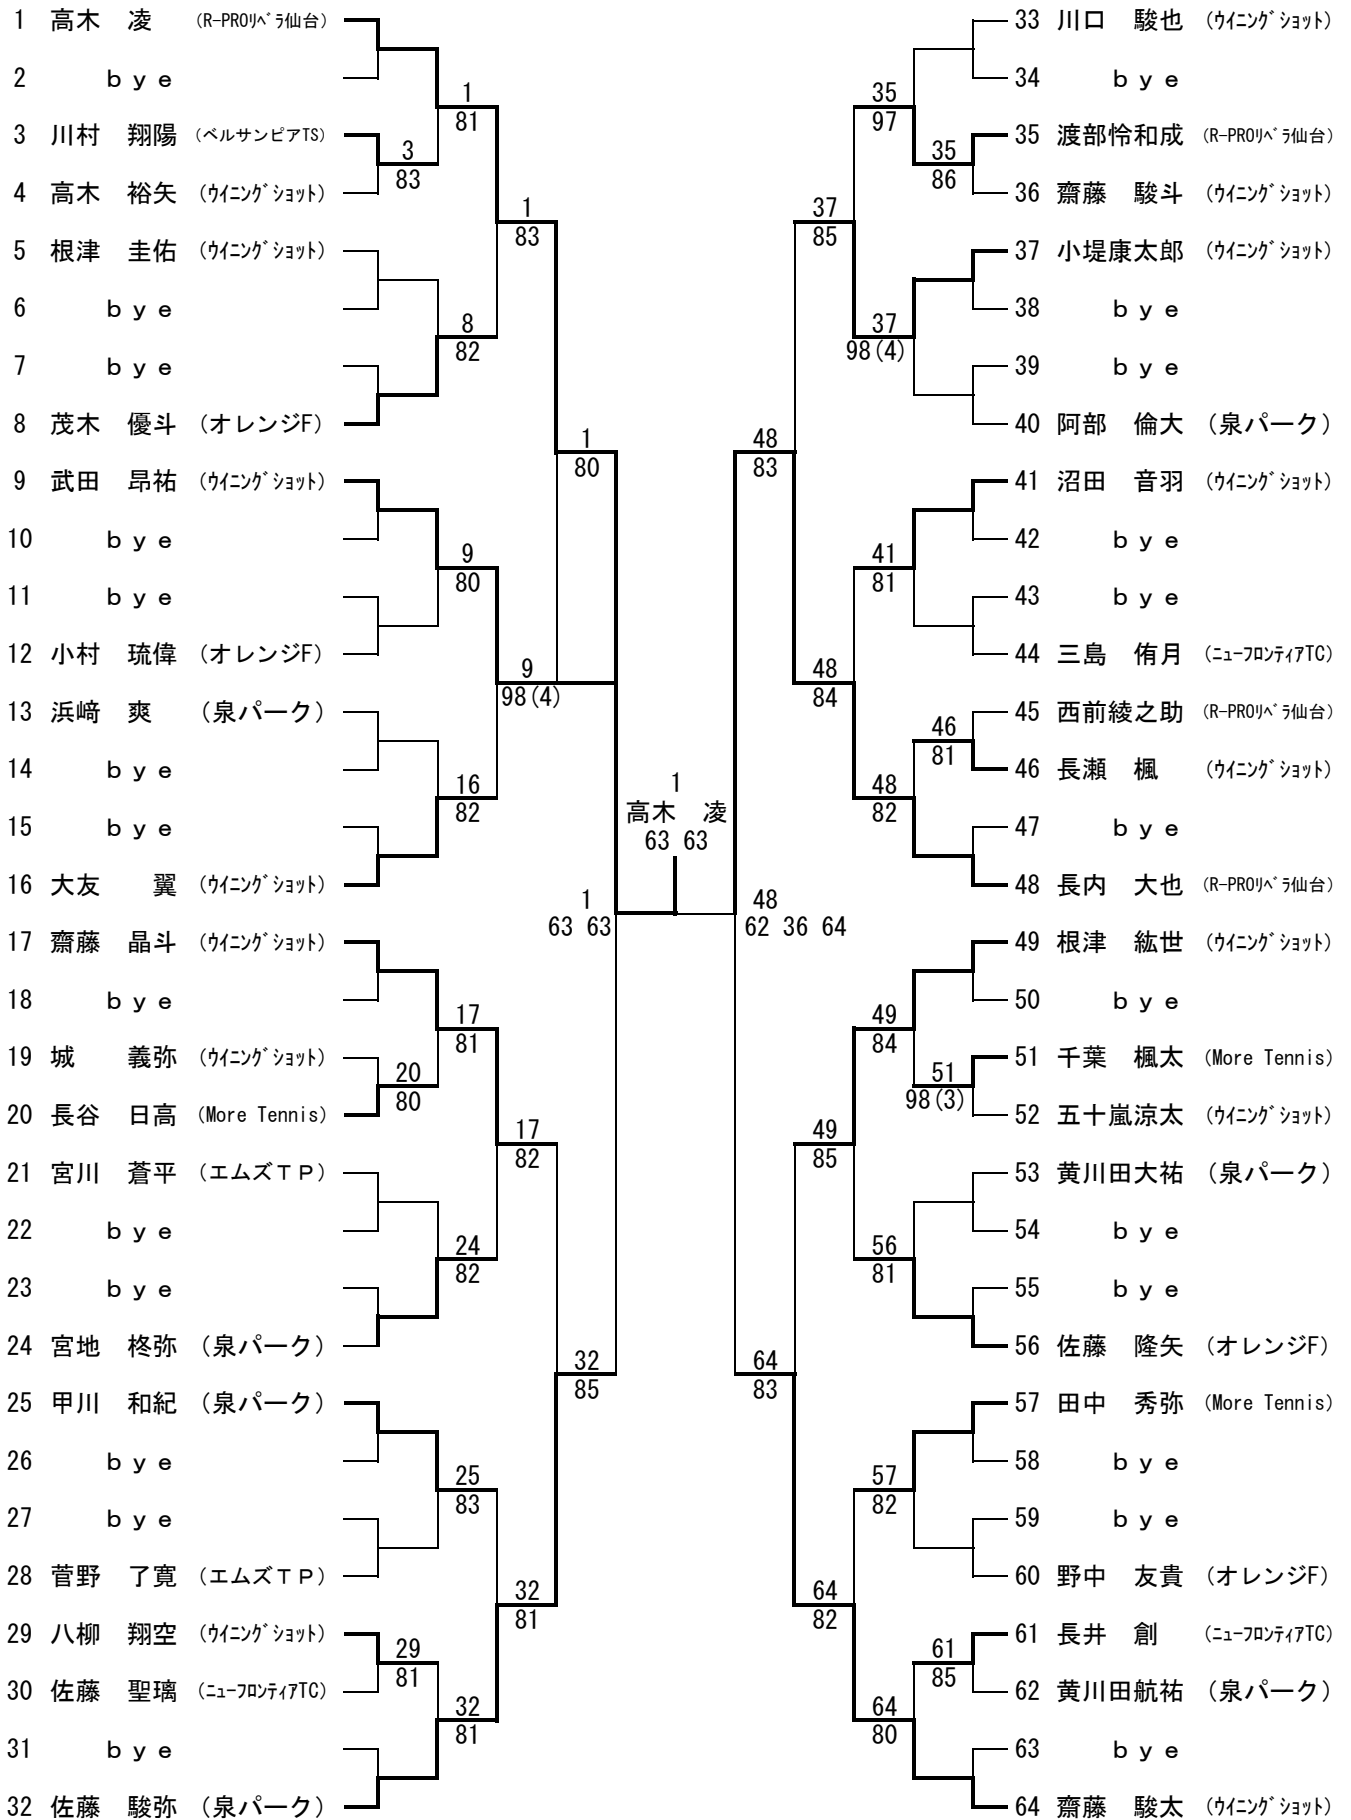 1 高木 凌 (R-PROﾘﾍﾞﾗ仙台)
2 ｂｙｅ
3 川村 翔陽 (ベルサンピアTS)
4 高木 裕矢 (ｳｲﾆﾝｸﾞｼｮｯﾄ)
5 根津 圭佑 (ｳｲﾆﾝｸﾞｼｮｯﾄ)
6 ｂｙｅ
7 ｂｙｅ
8 茂木 優斗 (オレンジF)
9 武田 昂祐 (ｳｲﾆﾝｸﾞｼｮｯﾄ)
10 ｂｙｅ
11 ｂｙｅ
12 小村 琉偉 (オレンジF)
13 浜﨑 爽 (泉パーク)
14 ｂｙｅ
15 ｂｙｅ
16 大友 翼 (ｳｲﾆﾝｸﾞｼｮｯﾄ)
17 齋藤 晶斗 (ｳｲﾆﾝｸﾞｼｮｯﾄ)
18 ｂｙｅ
19 城 義弥 (ｳｲﾆﾝｸﾞｼｮｯﾄ)
20 長谷 日高 (More Tennis)
21 宮川 蒼平 (エムズＴＰ)
22 ｂｙｅ
23 ｂｙｅ
24 宮地 柊弥 (泉パーク)
25 甲川 和紀 (泉パーク)
26 ｂｙｅ
27 ｂｙｅ
28 菅野 了寛 (エムズＴＰ)
29 八柳 翔空 (ｳｲﾆﾝｸﾞｼｮｯﾄ)
30 佐藤 聖璃 (ﾆｭｰﾌﾛﾝﾃｨｱTC)
31 ｂｙｅ
32 佐藤 駿弥 (泉パーク)
3
83
20
80
29
81
1
81
8
82
9
80
16
82
17
81
24
82
25
83
32
81
1
83
9
98(4)
17
82
32
81
1
80
32
85
1
63 63
1
高木 凌
63 63
48
62 36 64
48
83
64
83
37
85
48
84
49
85
64
82
35
97
37
98(4)
41
81
48
82
49
84
56
81
57
82
64
80
35
86
46
81
51
98(3)
61
85
33 川口 駿也 (ｳｲﾆﾝｸﾞｼｮｯﾄ)
34 ｂｙｅ
35 渡部怜和成 (R-PROﾘﾍﾞﾗ仙台)
36 齋藤 駿斗 (ｳｲﾆﾝｸﾞｼｮｯﾄ)
37 小堤康太郎 (ｳｲﾆﾝｸﾞｼｮｯﾄ)
38 ｂｙｅ
39 ｂｙｅ
40 阿部 倫大 (泉パーク)
41 沼田 音羽 (ｳｲﾆﾝｸﾞｼｮｯﾄ)
42 ｂｙｅ
43 ｂｙｅ
44 三島 侑月 (ﾆｭｰﾌﾛﾝﾃｨｱTC)
45 西前綾之助 (R-PROﾘﾍﾞﾗ仙台)
46 長瀬 楓 (ｳｲﾆﾝｸﾞｼｮｯﾄ)
47 ｂｙｅ
48 長内 大也 (R-PROﾘﾍﾞﾗ仙台)
49 根津 紘世 (ｳｲﾆﾝｸﾞｼｮｯﾄ)
50 ｂｙｅ
51 千葉 楓太 (More Tennis)
52 五十嵐涼太 (ｳｲﾆﾝｸﾞｼｮｯﾄ)
53 黄川田大祐 (泉パーク)
54 ｂｙｅ
55 ｂｙｅ
56 佐藤 隆矢 (オレンジF)
57 田中 秀弥 (More Tennis)
58 ｂｙｅ
59 ｂｙｅ
60 野中 友貴 (オレンジF)
61 長井 創 (ﾆｭｰﾌﾛﾝﾃｨｱTC)
62 黄川田航祐 (泉パーク)
63 ｂｙｅ
64 齋藤 駿太 (ｳｲﾆﾝｸﾞｼｮｯﾄ)